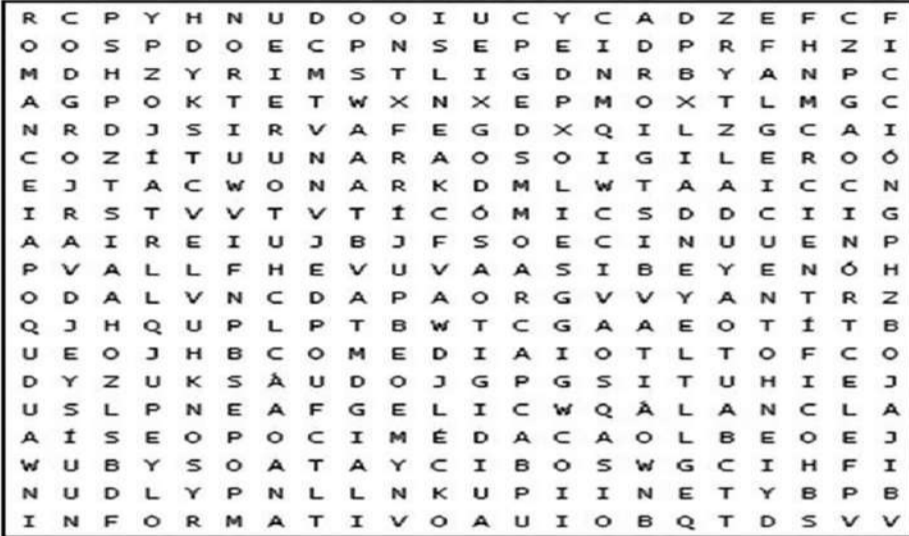 R C P Y H N U D O O I U C Y C A D Z E F C F
O O S P D O E C P N S E P E I D P R F H Z I
M D H Z Y R I M S T L I G D N R B Y A N P C
A G P O K T E T W X N X E P M O X T L M G C
N R D J S I R V A F E G D X Q I L Z G C A I
C O Z Í T U U N A R A O S O I G I L E R O Ó
E J T A C W O N A R K D M L W T A A I C C N
I R S T V V T V T Í C Ó M I C S D D C I I G
A A I R E I U J B J F S O E C I N U U E N P
P V A L L F H E V U V A A S I B E Y E N Ó H
O D A L V N C D A P A O R G V V Y A N T R Z
Q J H Q U P L P T B W T C G A A E O T Í T B
U E O J H B C O M E D I A I O T L T O F C O
D Y Z U K S À U D O J G P G S I T U H I E J
U S L P N E A F G E L I C W Q À L A N C L A
A Í S E O P O C I M É D A C A O L B E O E J
W U B Y S O A T A Y C I B O S W G C I H F I
N U D L Y P N L L N K U P I I N E T Y B P B
I N F O R M A T I V O A U I O B Q T D S V V